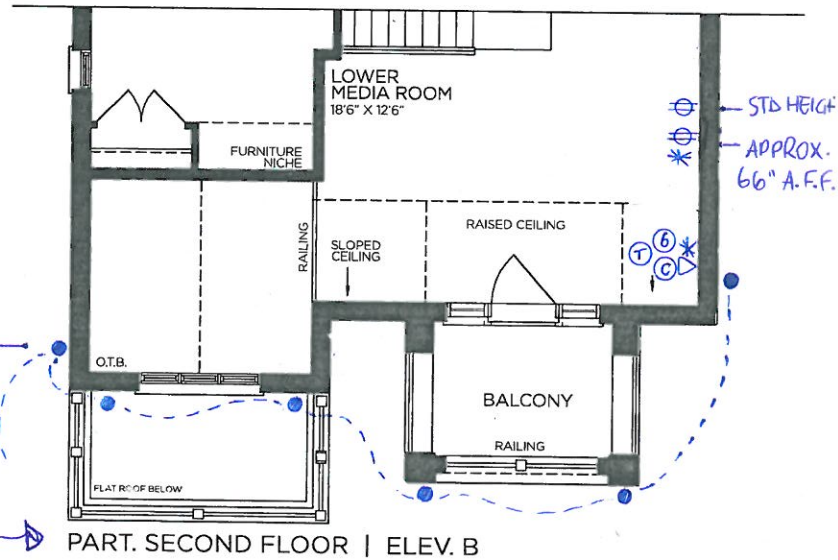 LOWER
MEDIA ROOM
18'6" X 12'6"
STD HEIGH
APPROX.
66" A.F.F.
FURNITURE
NICHE
RAILING
SLOPED
CEILING
RAISED CEILING
T
6
C
O.T.B.
BALCONY
RAILING
FLAT ROOF BELOW
PART. SECOND FLOOR | ELEV. B